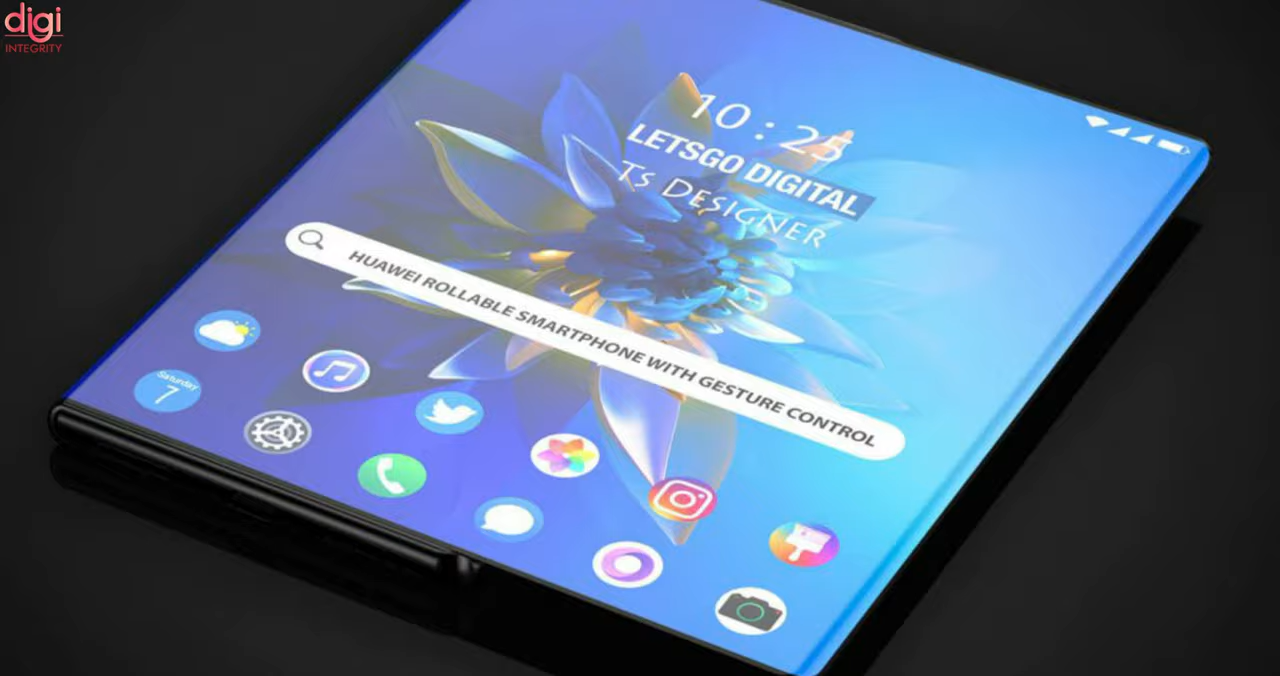 digi
INTEGRITY
10 : 25
LETSGO DIGITAL
Ts DESIGNER
HUAWEI ROLLABLE SMARTPHONE WITH GESTURE CONTROL
Saturday
7